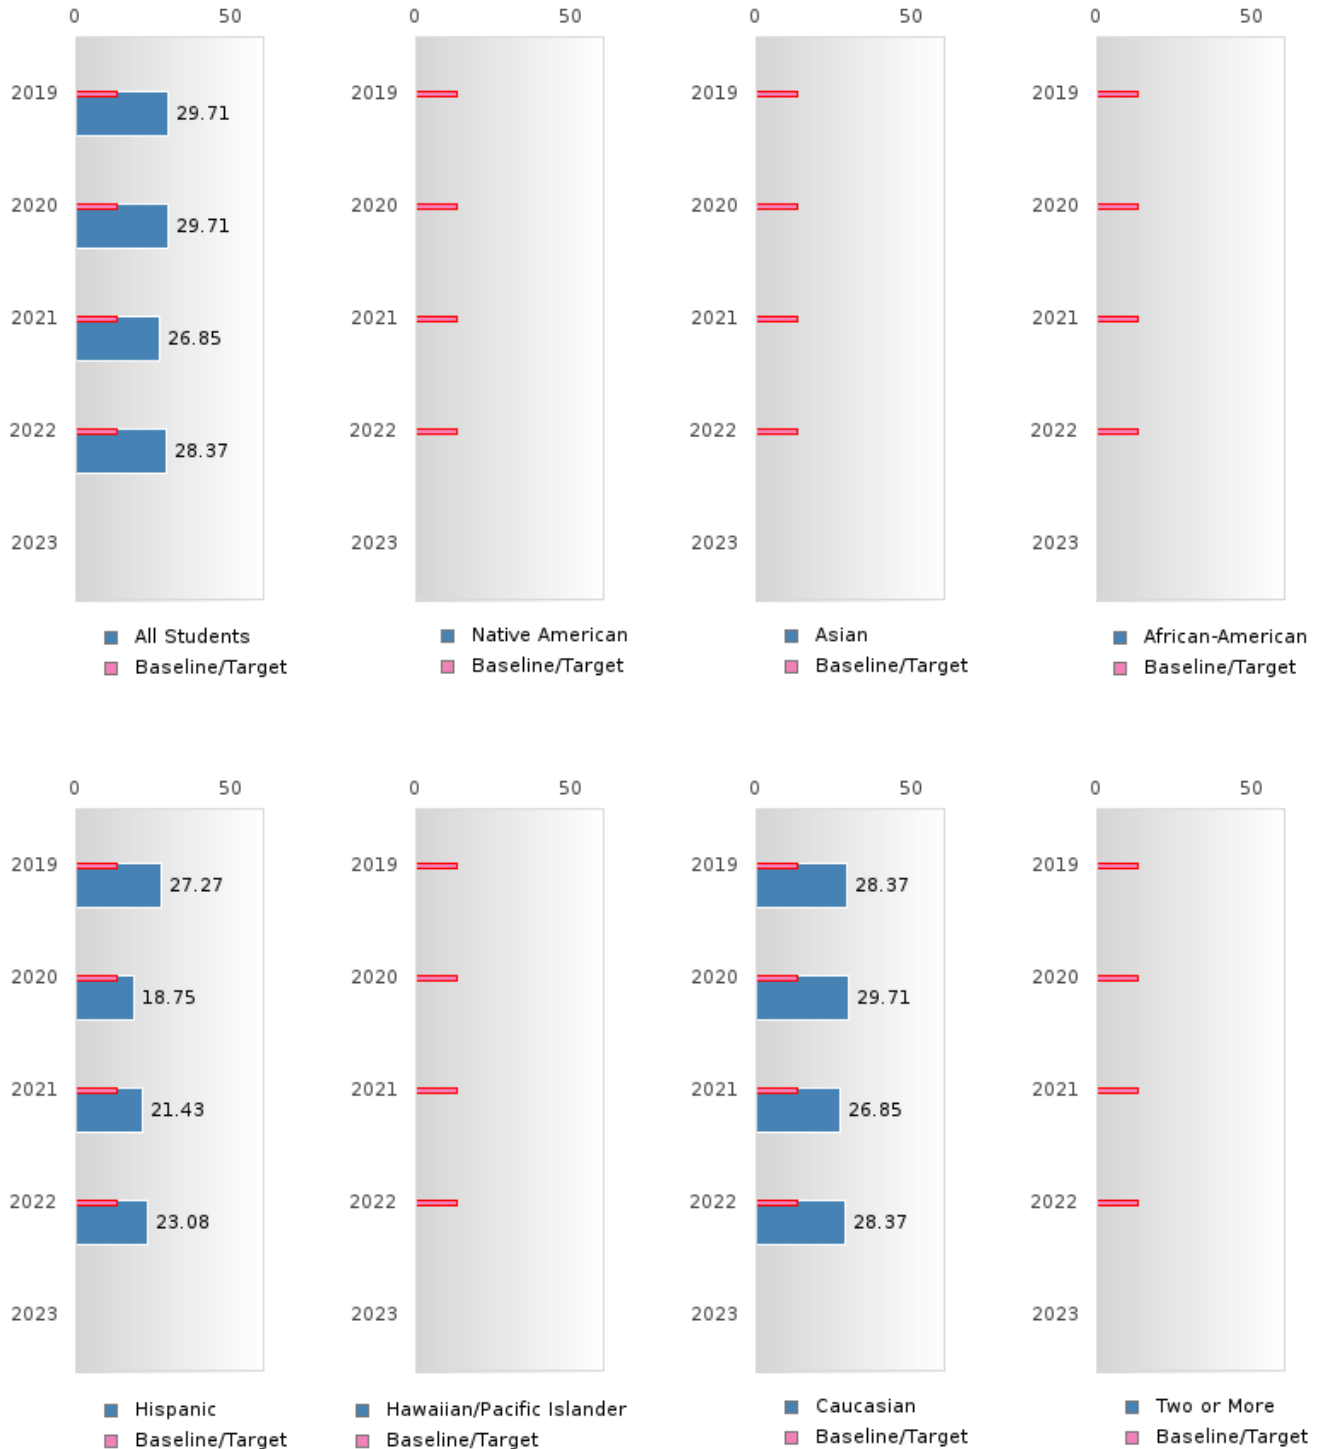 0 50 0 50 0 50 0 50
2019 29.71 2019 2019 2019
2020 29.71 2020 2020 2020
2021 26.85 2021 2021 2021
2022 28.37 2022 2022 2022
2023 2023 2023 2023
All Students Native American Asian African-American
Baseline/Target Baseline/Target Baseline/Target Baseline/Target
0 50 0 50 0 50 0 50
2019 27.27 2019 2019 28.37 2019
2020 18.75 2020 2020 29.71 2020
2021 21.43 2021 2021 26.85 2021
2022 23.08 2022 2022 28.37 2022
2023 2023 2023 2023
Hispanic Hawaiian/Pacific Islander Caucasian Two or More
Baseline/Target Baseline/Target Baseline/Target Baseline/Target